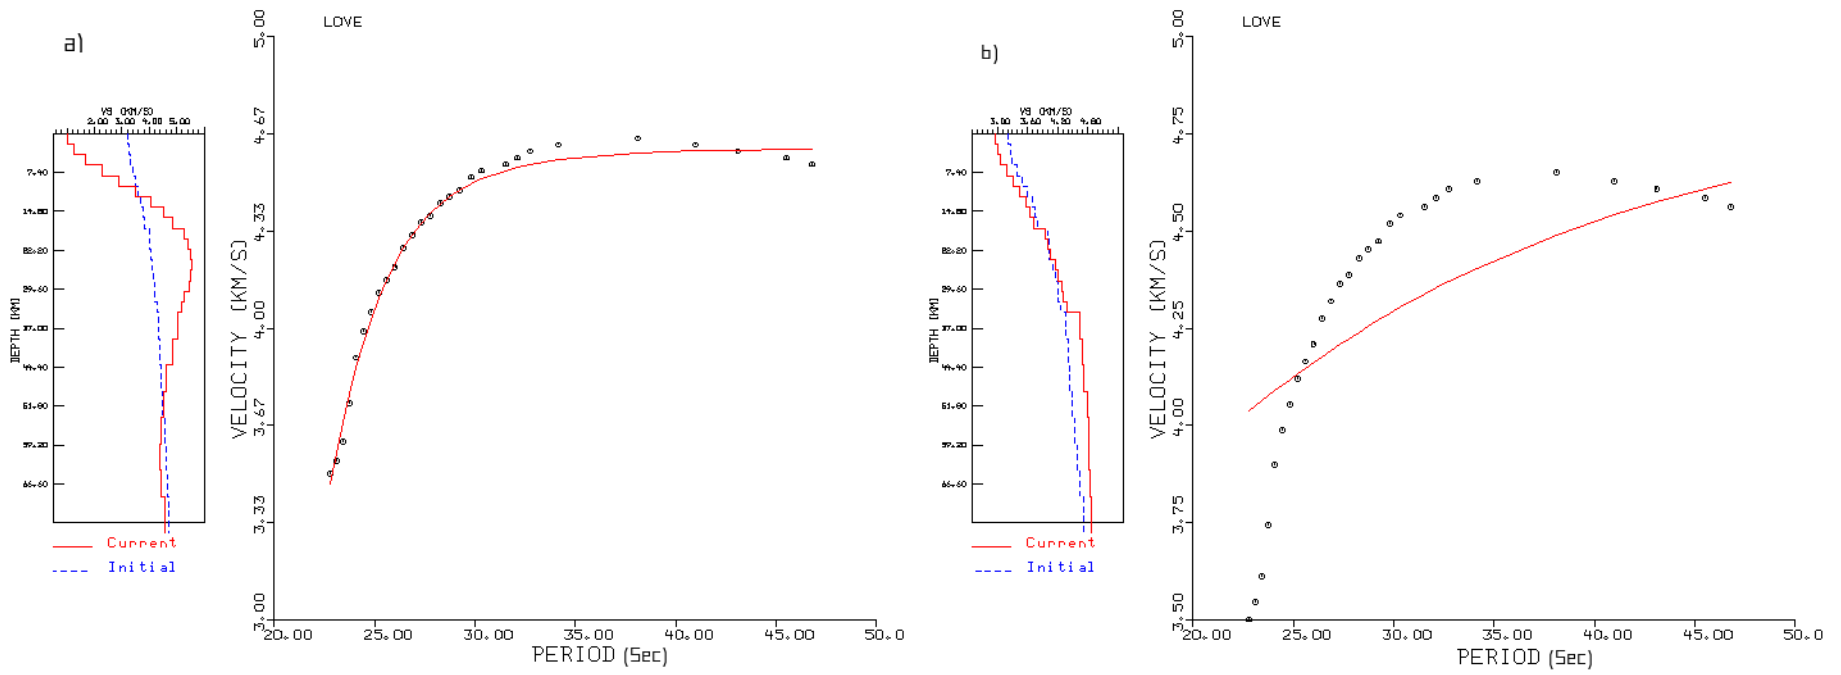 a)
LOVE
VS (KM/S)
2.00 3.00 4.00 5.00
7.40
14.80
22.20
29.60
37.00
44.40
51.80
59.20
66.60
DEPTH (KM)
Current
Initial
5.00
4.67
4.33
4.00
3.67
3.33
3.00
VELOCITY (KM/S)
20.00 25.00 30.00 35.00 40.00 45.00 50.0
PERIOD (Sec)
b)
LOVE
VS (KM/S)
3.00 3.60 4.20 4.80
7.40
14.80
22.20
29.60
37.00
44.40
51.80
59.20
66.60
DEPTH (KM)
Current
Initial
5.00
4.75
4.50
4.25
4.00
3.75
3.50
VELOCITY (KM/S)
20.00 25.00 30.00 35.00 40.00 45.00 50.0
PERIOD (Sec)